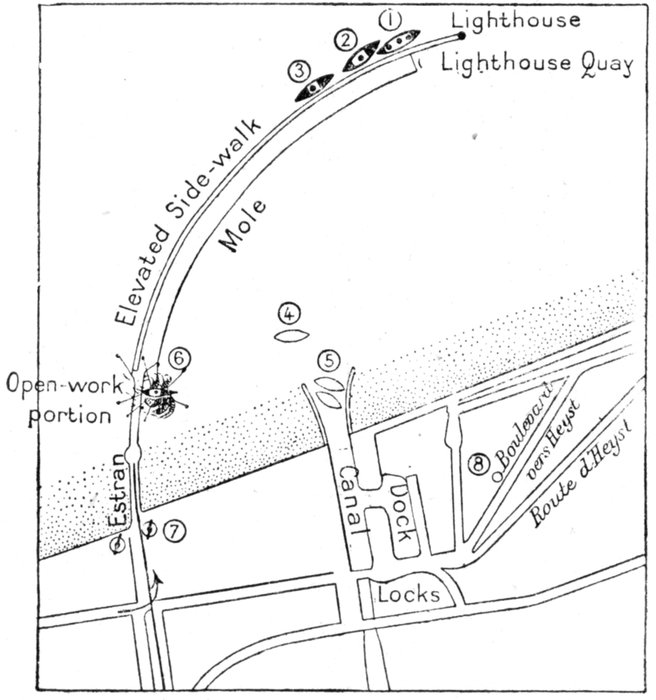 Lighthouse
①
②
Lighthouse Quay
③
Elevated Side-walk
Mole
④
⑤
⑥
Open-work
portion
Boulevard
vers Heyst
⑧
Route d'Heyst
Estran
Canal
Dock
⑦
Locks